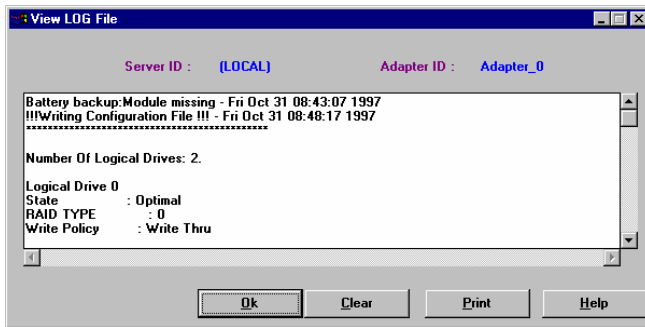 View LOG File
Server ID : (LOCAL) Adapter ID : Adapter_0
Battery backup:Module missing - Fri Oct 31 08:43:07 1997
!!!Writing Configuration File !!! - Fri Oct 31 08:48:17 1997
*********************************************
Number Of Logical Drives: 2.
Logical Drive 0
State : Optimal
RAID TYPE : 0
Write Policy : Write Thru
Ok Clear Print Help